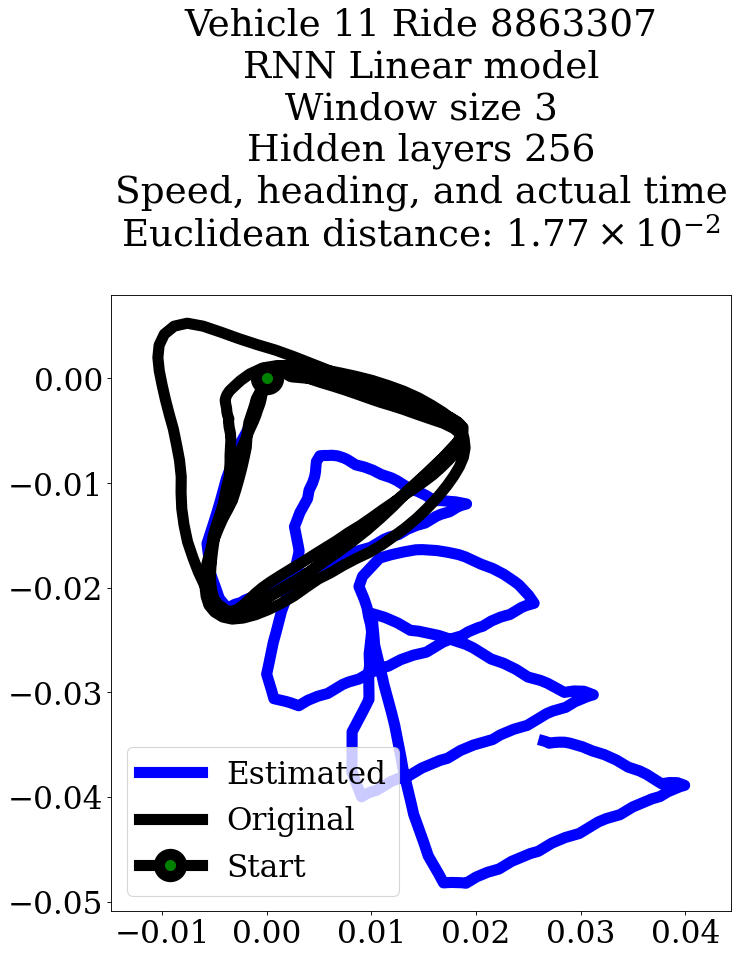 Vehicle 11 Ride 8863307
RNN Linear model
Window size 3
Hidden layers 256
Speed, heading, and actual time
Euclidean distance: 1.77 × 10⁻²
0.00
−0.01
−0.02
−0.03
−0.04
−0.05
Estimated
Original
Start
−0.01 0.00 0.01 0.02 0.03 0.04